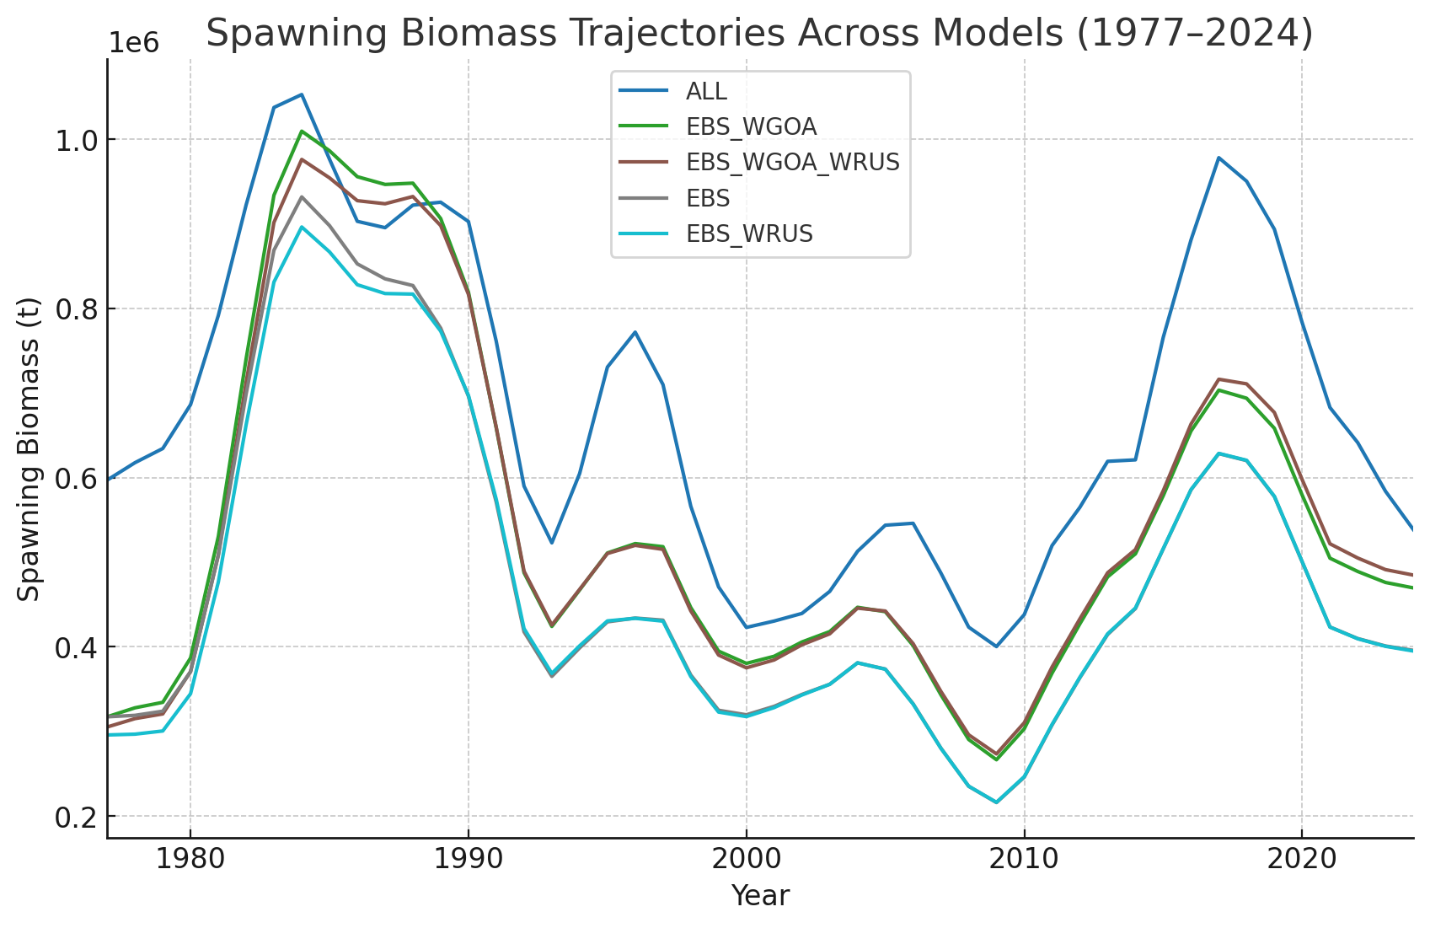 Spawning Biomass Trajectories Across Models (1977–2024)
1e6
ALL
EBS_WGOA
EBS_WGOA_WRUS
EBS
EBS_WRUS
Spawning Biomass (t)
1.0
0.8
0.6
0.4
0.2
1980 1990 2000 2010 2020
Year